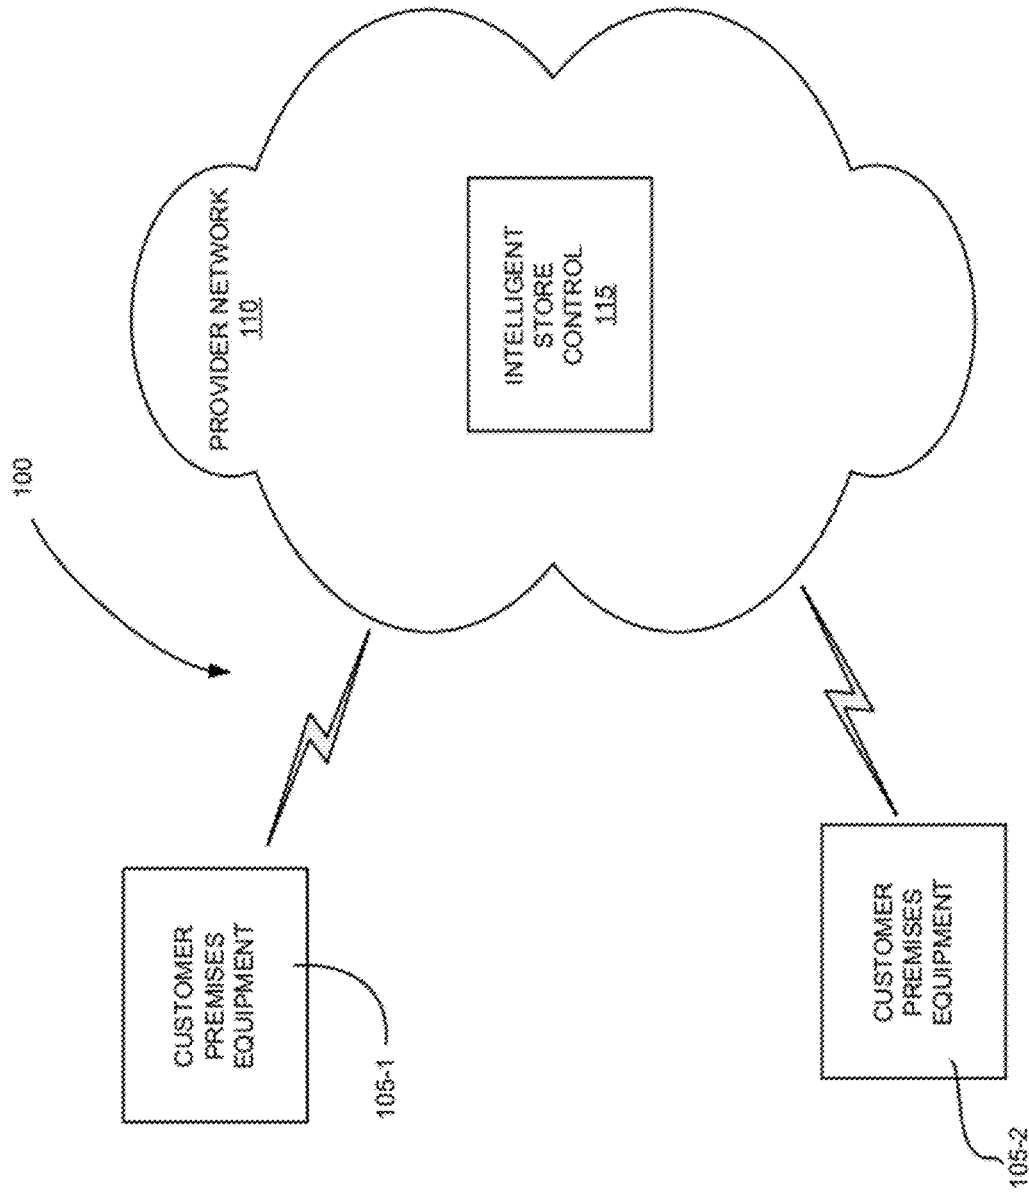 100
PROVIDER NETWORK
110
INTELLIGENT
STORE
CONTROL
115
CUSTOMER
PREMISES
EQUIPMENT
105-1
CUSTOMER
PREMISES
EQUIPMENT
105-2